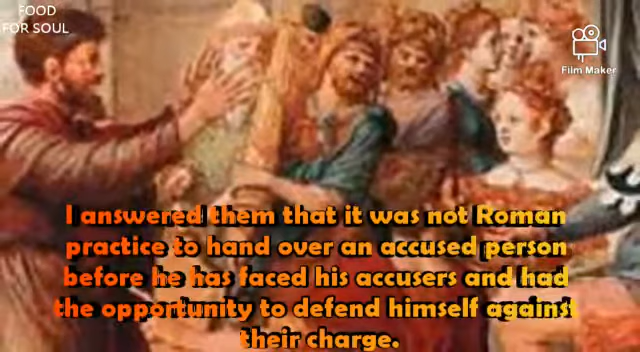 FOOD
FOR SOUL
Film Maker
I answered them that it was not Roman
practice to hand over an accused person
before he has faced his accusers and had
the opportunity to defend himself against
their charge.